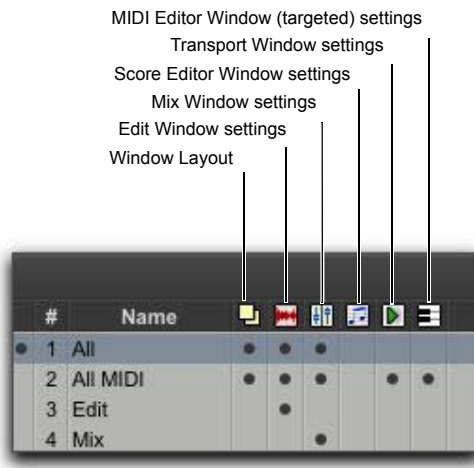 MIDI Editor Window (targeted) settings
Transport Window settings
Score Editor Window settings
Mix Window settings
Edit Window settings
Window Layout
# Name
1 All
2 All MIDI
3 Edit
4 Mix